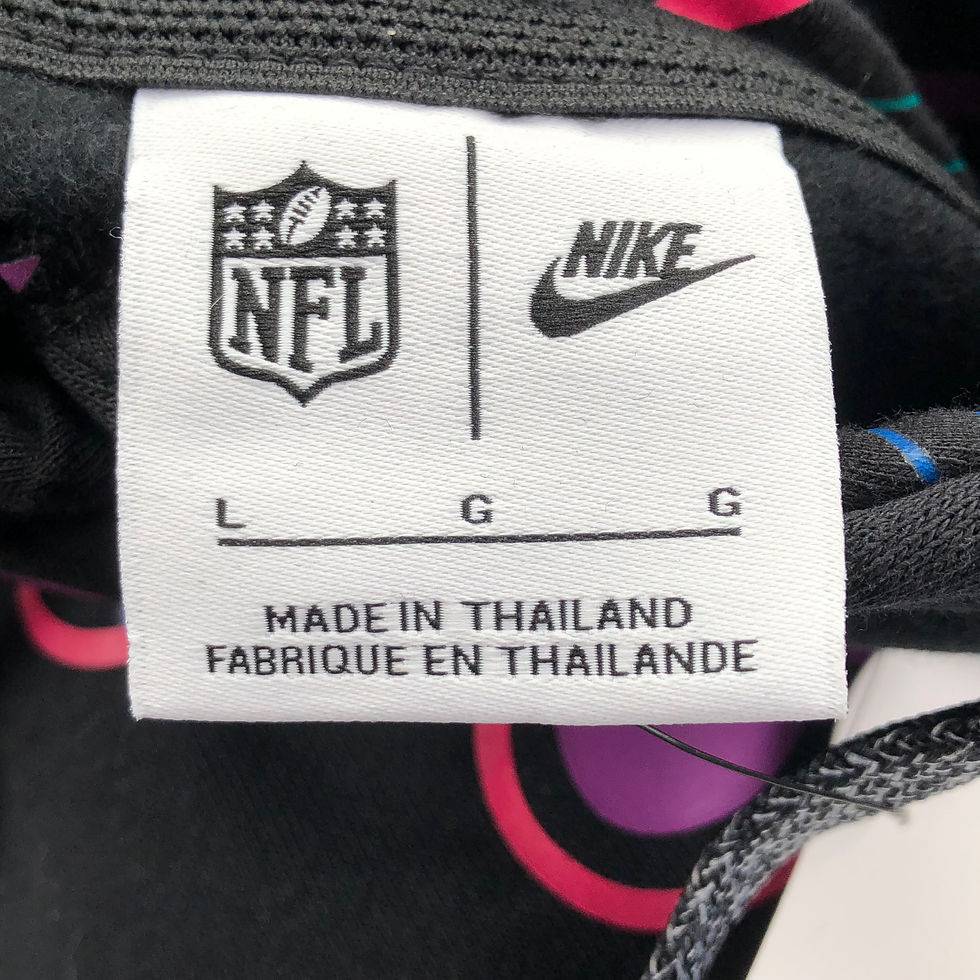 NFL
NIKE
L G G
MADE IN THAILAND
FABRIQUE EN THAILANDE